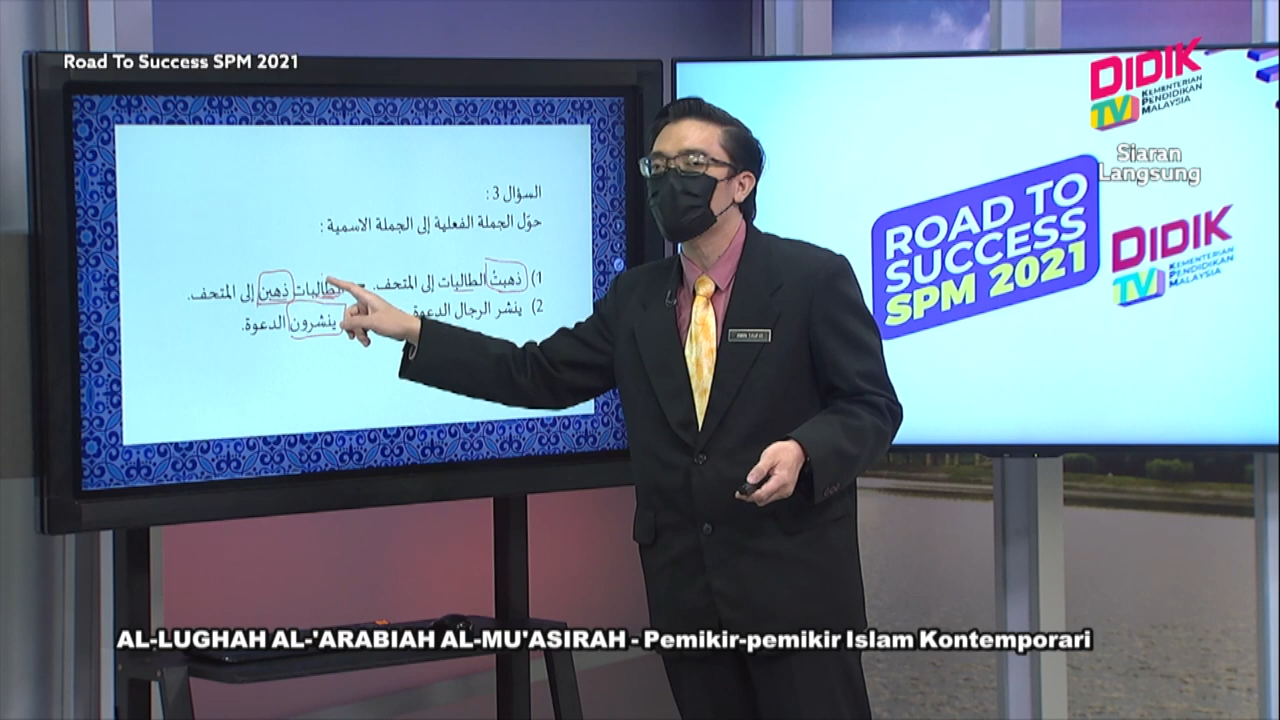 Road To Success SPM 2021
السؤال 3 :
حوّل الجملة الفعلية إلى الجملة الاسمية :
1) ذهبتْ الطالبات إلى المتحف. الطالبات ذهبن إلى المتحف.
2) ينشر الرجال الدعوة
ينشرون الدعوة.
DIDIK
TV KEMENTERIAN PENDIDIKAN MALAYSIA
Siaran
Langsung
ROAD TO
SUCCESS
SPM 2021
DIDIK
TV KEMENTERIAN PENDIDIKAN MALAYSIA
AL-LUGHAH AL-'ARABIAH AL-MU'ASIRAH - Pemikir-pemikir Islam Kontemporari